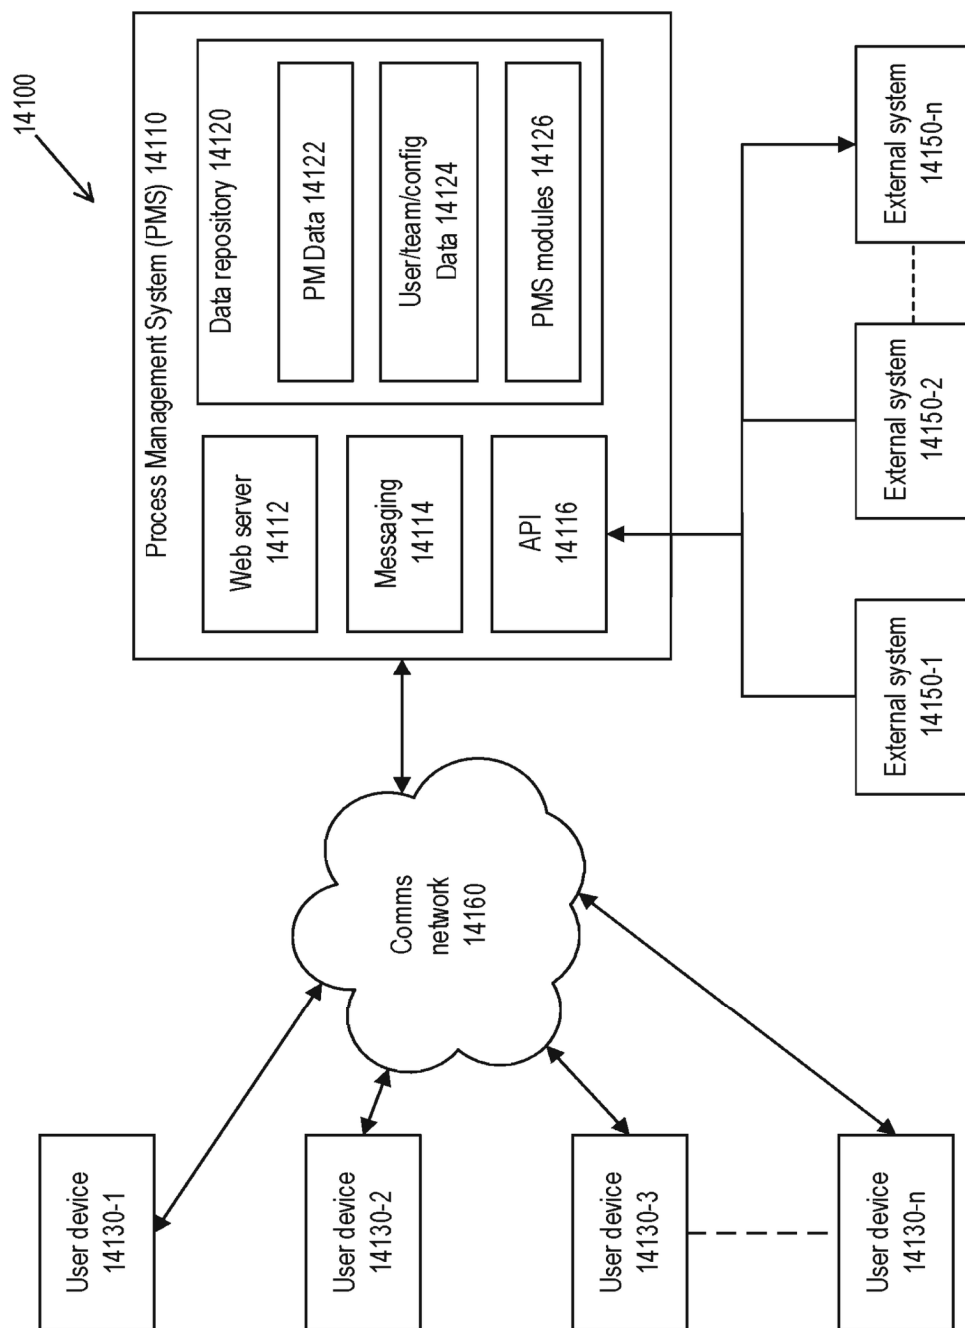 14100
Process Management System (PMS) 14110
Data repository 14120
PM Data 14122
User/team/config
Data 14124
PMS modules 14126
Web server
14112
Messaging
14114
API
14116
User device
14130-1
User device
14130-2
User device
14130-3
User device
14130-n
Comms
network
14160
External system
14150-1
External system
14150-2
External system
14150-n